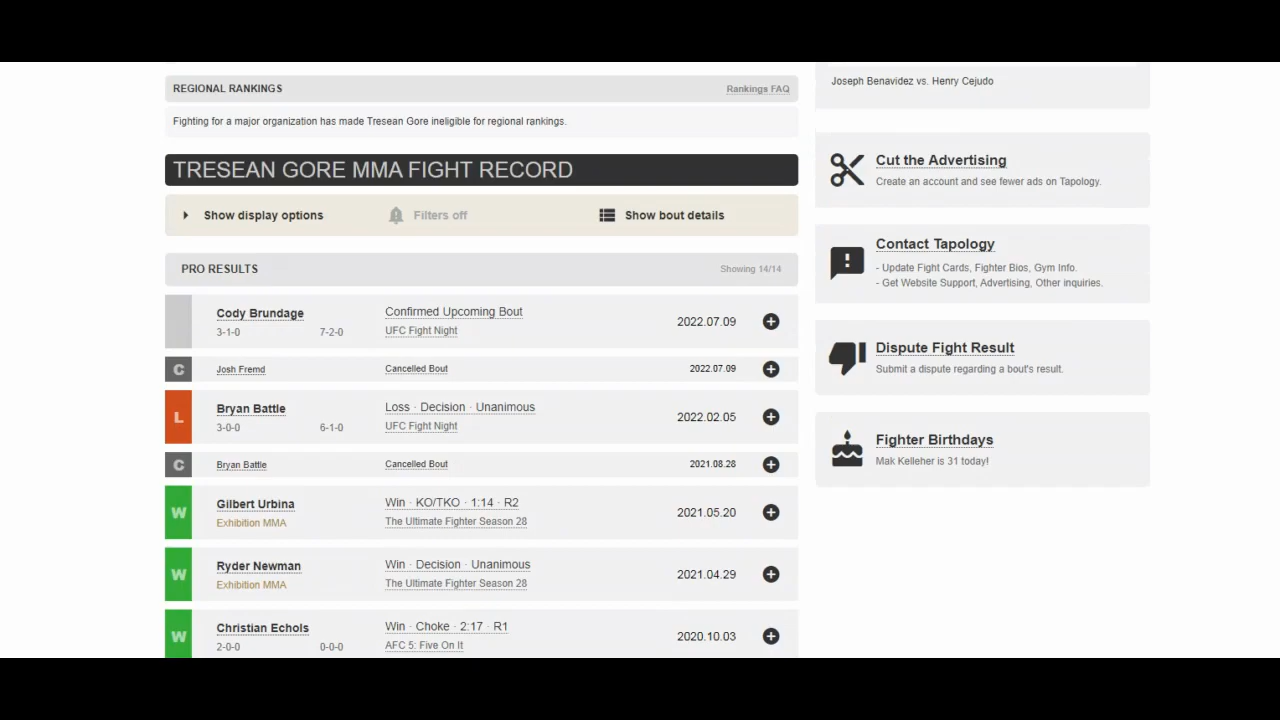 REGIONAL RANKINGS
Rankings FAQ
Fighting for a major organization has made Tresean Gore ineligible for regional rankings.
TRESEAN GORE MMA FIGHT RECORD
Show display options
Filters off
Show bout details
PRO RESULTS
Showing 14/14
Cody Brundage
Confirmed Upcoming Bout
3-1-0
7-2-0
UFC Fight Night
2022.07.09
C
Josh Fremd
Cancelled Bout
2022.07.09
L
Bryan Battle
Loss · Decision · Unanimous
3-0-0
6-1-0
UFC Fight Night
2022.02.05
C
Bryan Battle
Cancelled Bout
2021.08.28
W
Gilbert Urbina
Win · KO/TKO · 1:14 · R2
Exhibition MMA
The Ultimate Fighter Season 28
2021.05.20
W
Ryder Newman
Win · Decision · Unanimous
Exhibition MMA
The Ultimate Fighter Season 28
2021.04.29
W
Christian Echols
Win · Choke · 2:17 · R1
2-0-0
0-0-0
AFC 5: Five On It
2020.10.03
Joseph Benavidez vs. Henry Cejudo
Cut the Advertising
Create an account and see fewer ads on Tapology.
Contact Tapology
- Update Fight Cards, Fighter Bios, Gym Info.
- Get Website Support, Advertising, Other inquiries.
Dispute Fight Result
Submit a dispute regarding a bout's result.
Fighter Birthdays
Mak Kelleher is 31 today!